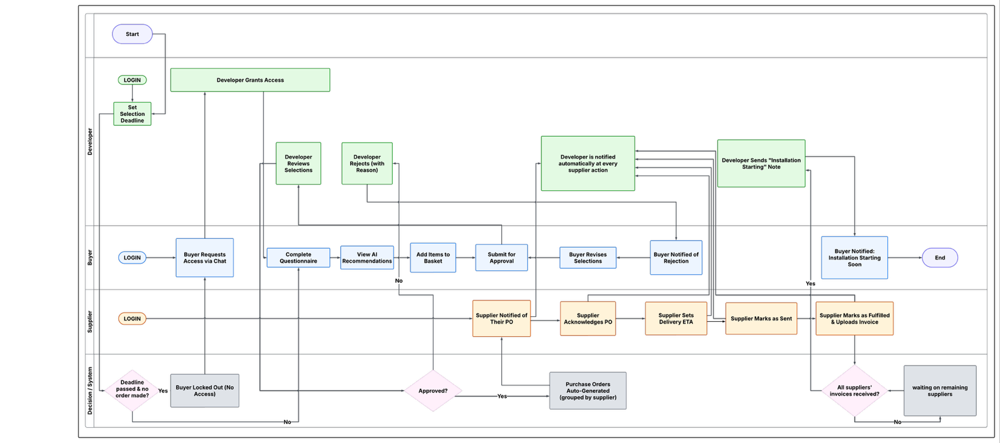 Start
Developer
LOGIN
Developer Grants Access
Set
Selection
Deadline
Developer
Reviews
Selections
Developer
Rejects (with
Reason)
Developer is notified
automatically at every
supplier action
Developer Sends "Installation
Starting" Note
Buyer
LOGIN
Buyer Requests
Access via Chat
Complete
Questionnaire
View AI
Recommendations
Add Items to
Basket
Submit for
Approval
Buyer Revises
Selections
Buyer Notified of
Rejection
Buyer Notified:
Installation Starting
Soon
End
No
Yes
Supplier
LOGIN
Supplier Notified of
Their PO
Supplier
Acknowledges PO
Supplier Sets
Delivery ETA
Supplier Marks as Sent
Supplier Marks as Fulfilled
& Uploads Invoice
Decision / System
Deadline
passed & no
order made?
Yes
Buyer Locked Out (No
Access)
No
Approved?
Yes
Purchase Orders
Auto-Generated
(grouped by supplier)
All suppliers'
invoices received?
No
waiting on remaining
suppliers